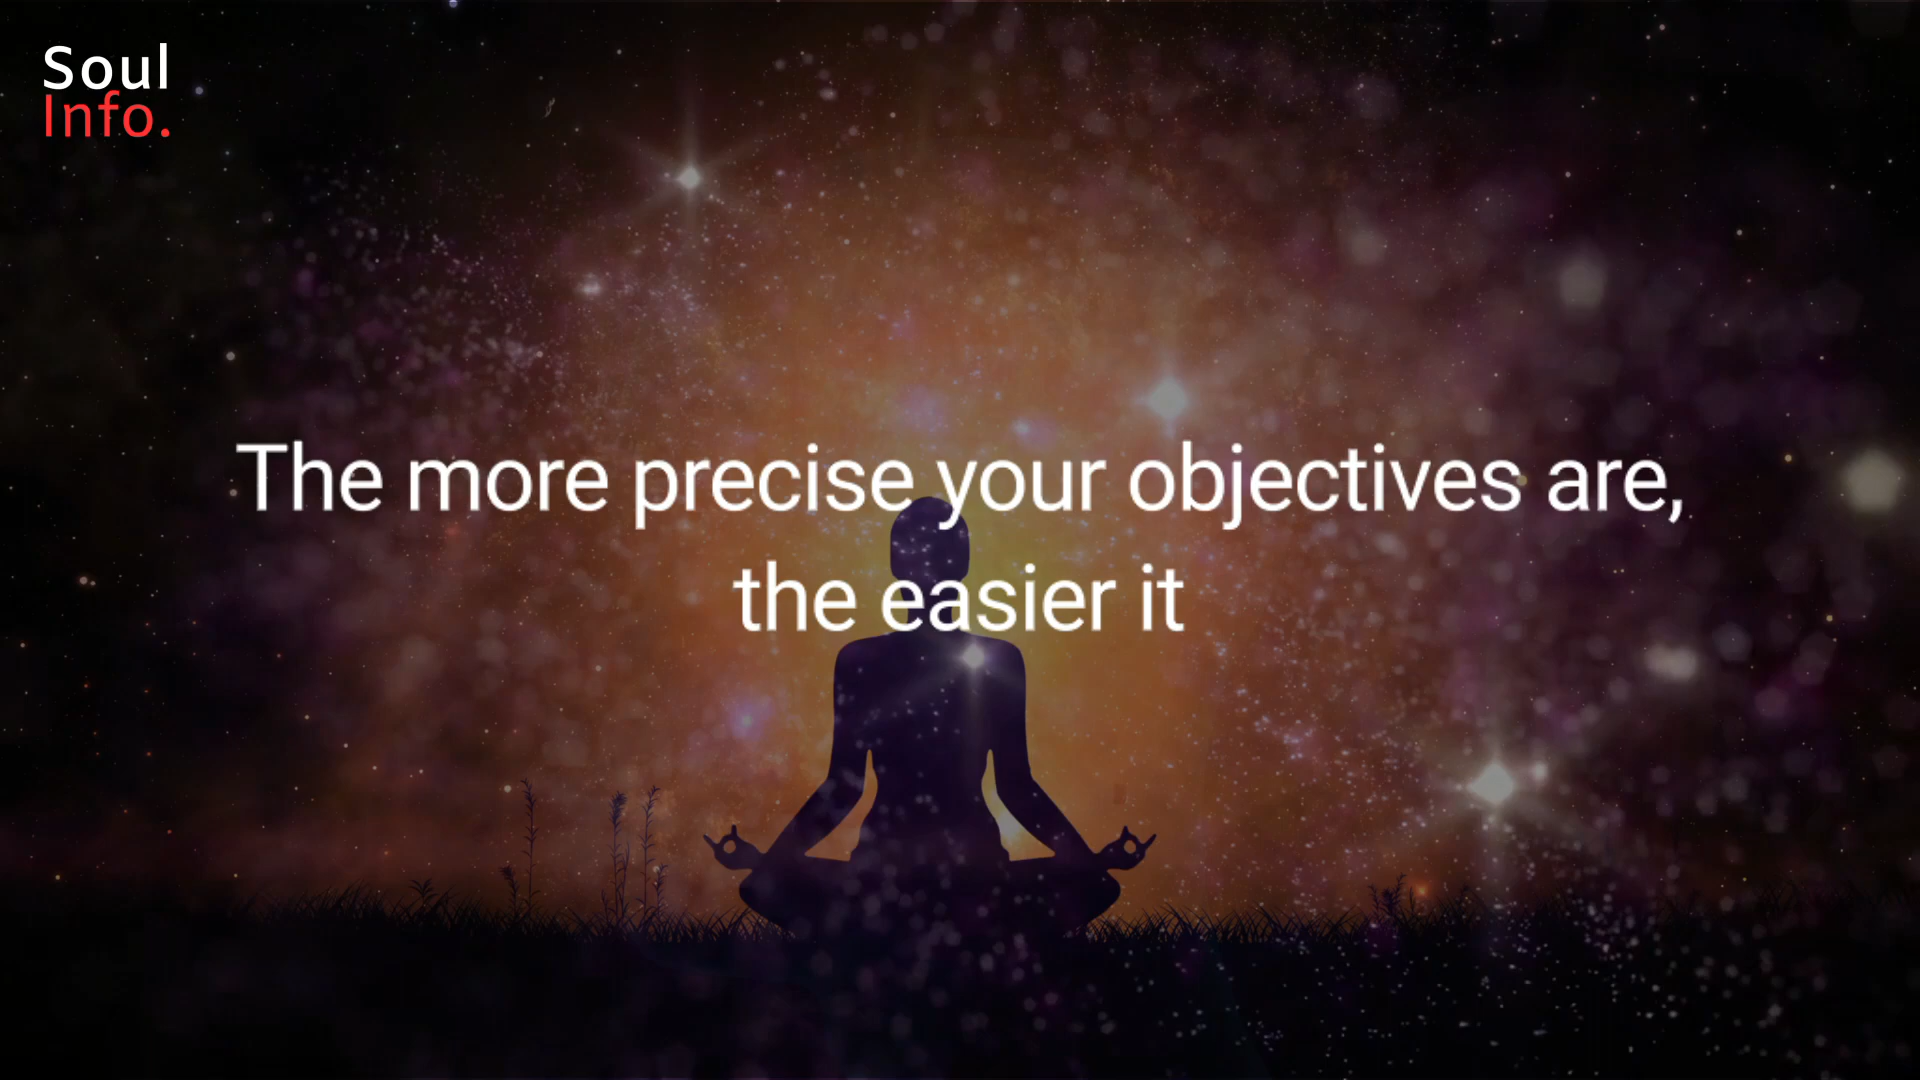 Soul
Info.
The more precise your objectives are,
the easier it